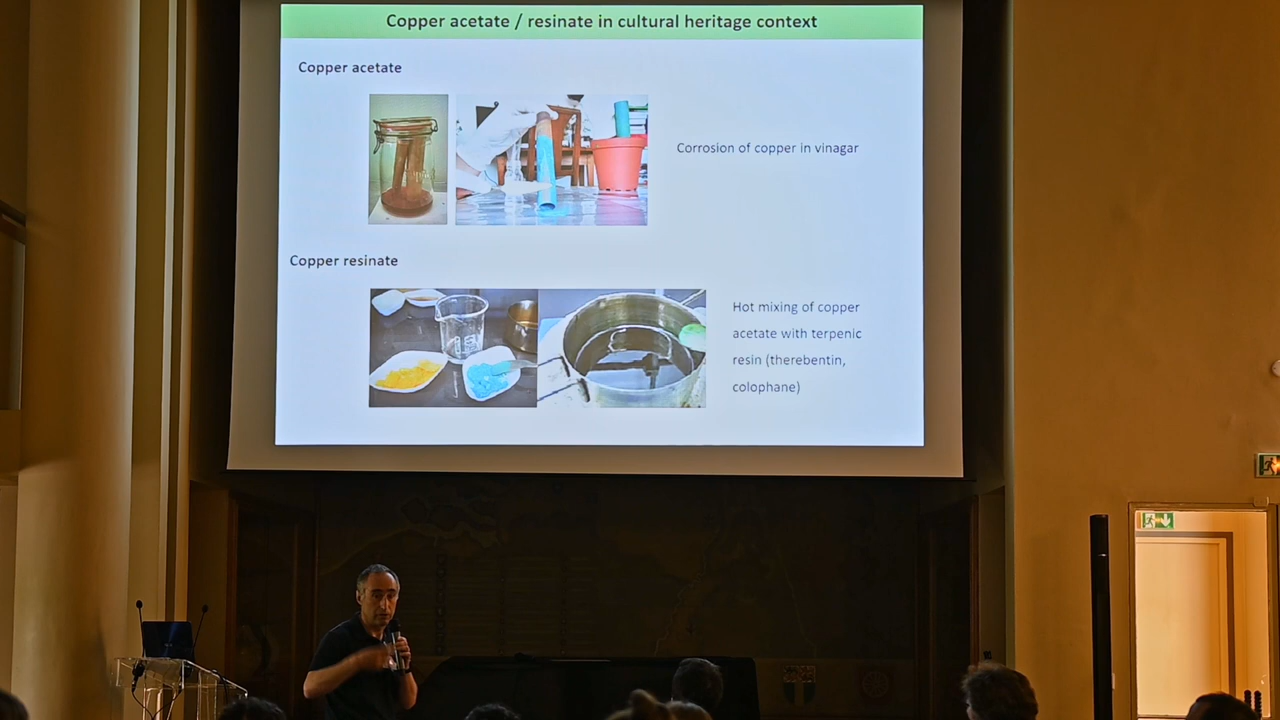 Copper acetate / resinate in cultural heritage context
Copper acetate
Corrosion of copper in vinagar
Copper resinate
Hot mixing of copper
acetate with terpenic
resin (therebentin,
colophane)